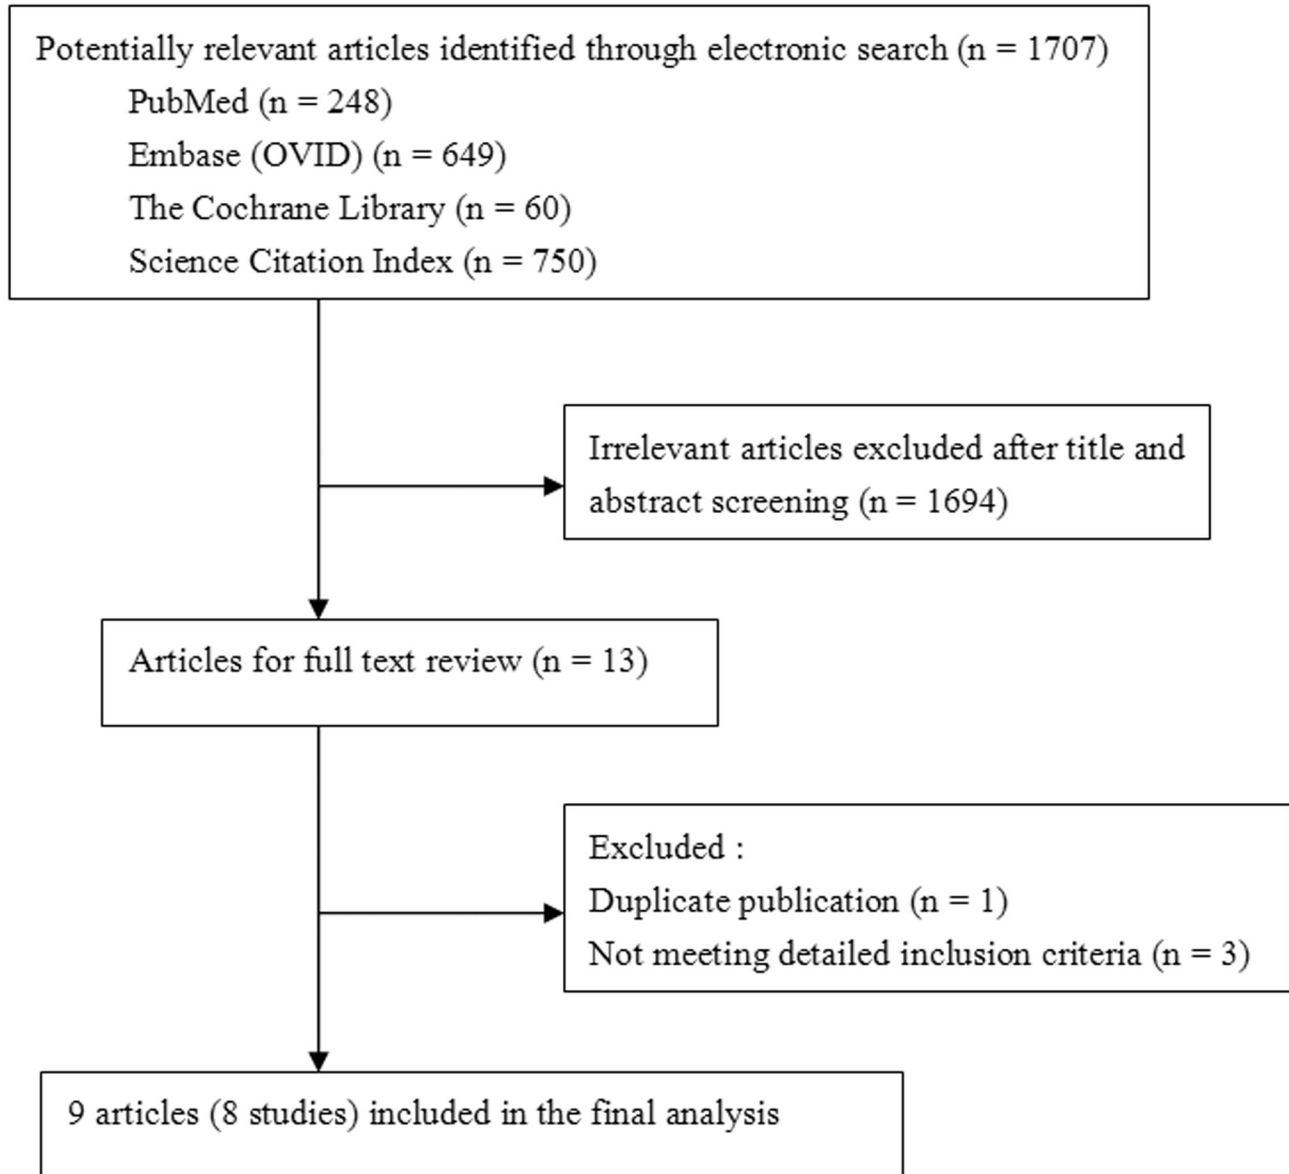 Potentially relevant articles identified through electronic search (n = 1707)
PubMed (n = 248)
Embase (OVID) (n = 649)
The Cochrane Library (n = 60)
Science Citation Index (n = 750)
Irrelevant articles excluded after title and
abstract screening (n = 1694)
Articles for full text review (n = 13)
Excluded :
Duplicate publication (n = 1)
Not meeting detailed inclusion criteria (n = 3)
9 articles (8 studies) included in the final analysis